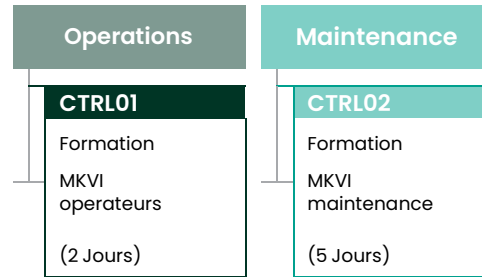 Operations
CTRL01
Formation
MKVI
operateurs
(2 Jours)
Maintenance
CTRL02
Formation
MKVI
maintenance
(5 Jours)